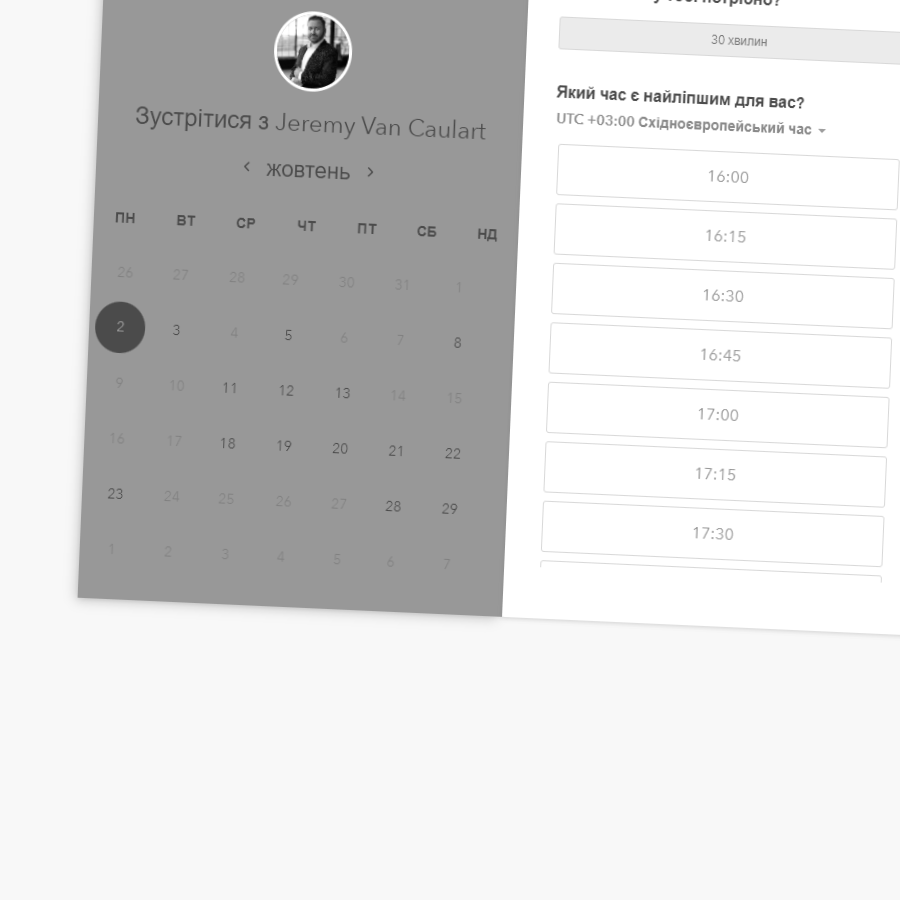 Зустрітися з Jeremy Van Caulart
жовтень
ПН ВТ СР ЧТ ПТ СБ НД
26 27 28 29 30 31 1
2 3 4 5 6 7 8
9 10 11 12 13 14 15
16 17 18 19 20 21 22
23 24 25 26 27 28 29
1 2 3 4 5 6 7
потрібно?
30 хвилин
Який час є найліпшим для вас?
UTC +03:00 Східноєвропейський час
16:00
16:15
16:30
16:45
17:00
17:15
17:30